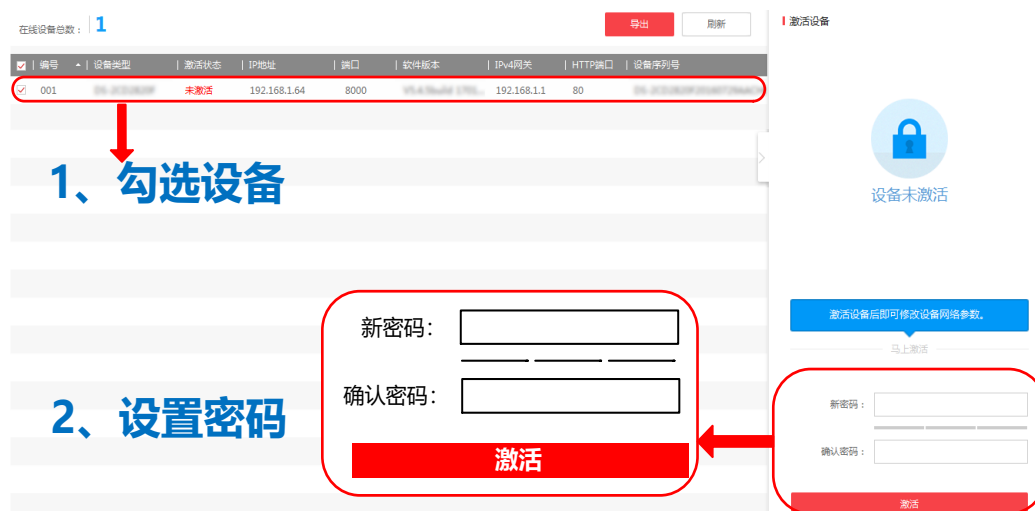 在线设备总数： 1
导出 刷新
激活设备
编号 设备类型 激活状态 IP地址 端口 软件版本 IPv4网关 HTTP端口 设备序列号
001 未激活 192.168.1.64 8000 192.168.1.1 80
1、勾选设备
设备未激活
激活设备后即可修改设备网络参数。
马上激活
新密码：
确认密码：
激活
2、设置密码
新密码：
确认密码：
激活